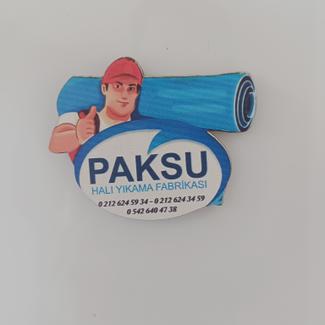 PAKSU
HALI YIKAMA FABRİKASI
0 212 624 59 34 - 0 212 624 34 59
0 542 640 47 38